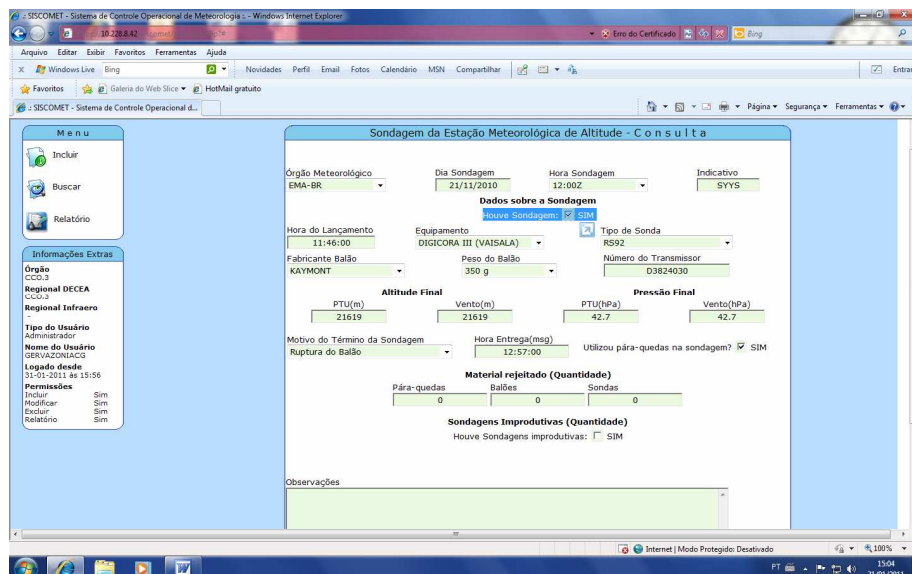 .: SISCOMET - Sistema de Controle Operacional de Meteorologia :. - Windows Internet Explorer
10.228.8.42
Erro do Certificado
Bing
Arquivo Editar Exibir Favoritos Ferramentas Ajuda
x Windows Live Bing Novidades Perfil Email Fotos Calendário MSN Compartilhar Entrar
Favoritos Galeria do Web Slice HotMail gratuito
.: SISCOMET - Sistema de Controle Operacional d... Página Segurança Ferramentas
Menu
Incluir
Buscar
Relatório
Informações Extras
Órgão
CCO.3
Regional DECEA
CCO.3
Regional Infraero
-
Tipo do Usuário
Administrador
Nome do Usuário
GERVAZONIACG
Logado desde
31-01-2011 às 15:56
Permissões
Incluir Sim
Modificar Sim
Excluir Sim
Relatório Sim
Sondagem da Estação Meteorológica de Altitude - Consulta
Órgão Meteorológico Dia Sondagem Hora Sondagem Indicativo
EMA-BR 21/11/2010 12:00Z SYYS
Dados sobre a Sondagem
Houve Sondagem: SIM
Hora do Lançamento Equipamento Tipo de Sonda
11:46:00 DIGICORA III (VAISALA) RS92
Fabricante Balão Peso do Balão Número do Transmissor
KAYMONT 350 g D3824030
Altitude Final Pressão Final
PTU(m) Vento(m) PTU(hPa) Vento(hPa)
21619 21619 42.7 42.7
Motivo do Término da Sondagem Hora Entrega(msg)
Ruptura do Balão 12:57:00 Utilizou pára-quedas na sondagem? SIM
Material rejeitado (Quantidade)
Pára-quedas Balões Sondas
0 0 0
Sondagens Improdutivas (Quantidade)
Houve Sondagens improdutivas: SIM
Observações
Internet | Modo Protegido: Desativado 100%
PT 15:04
31/01/2011